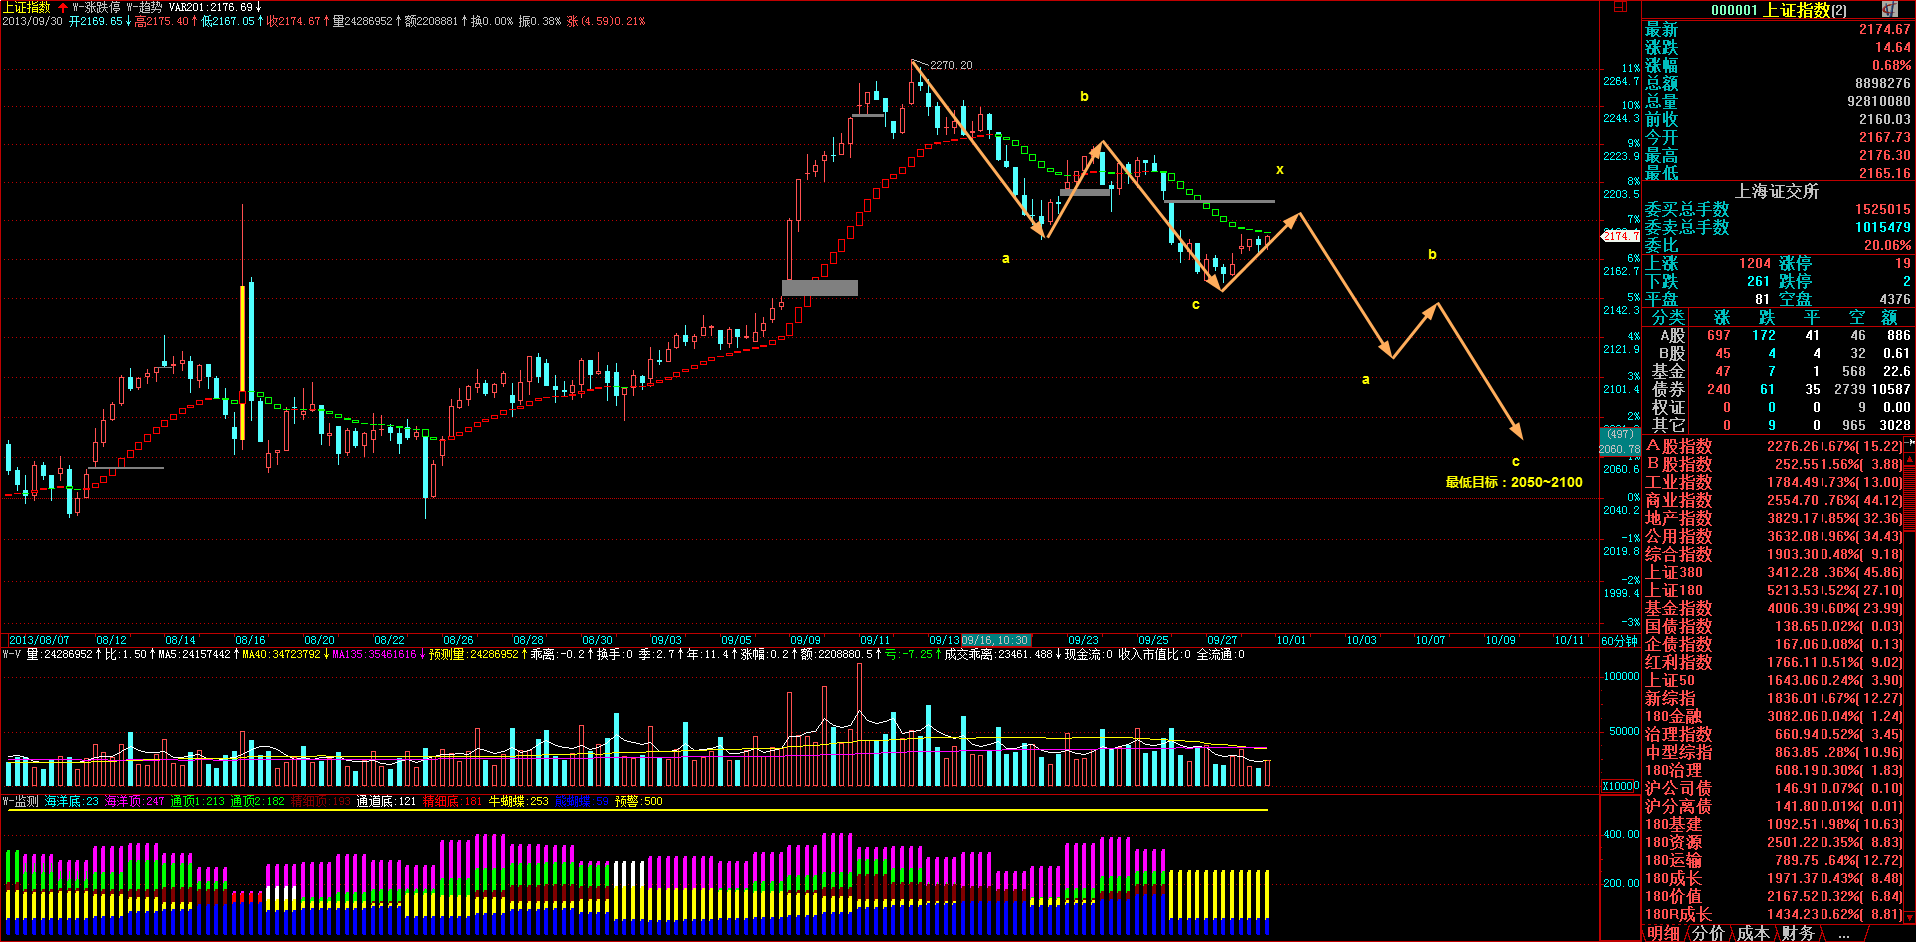 上证指数 ↑ W-涨跌停 W-趋势 VAR201:2176.69↓
2013/09/30 开2169.65↓高2175.40↑低2167.05↑收2174.67↑量24286952↑额2208881↑换0.00% 振0.38% 涨(4.59)0.21%
2270.20
b
x
a
b
c
a
c
最低目标：2050~2100
11%
2264.7
10%
2244.3
9%
2223.9
8%
2203.5
7%
2174.7
6%
2162.7
5%
2142.3
4%
2121.9
3%
2101.4
2%
(497)
2060.78
2060.6
0%
2040.2
-1%
2019.8
-2%
1999.4
-3%
2013/08/07 08/12 08/14 08/16 08/20 08/22 08/26 08/28 08/30 09/03 09/05 09/09 09/11 09/13 09/16,10:30 09/23 09/25 09/27 10/01 10/03 10/07 10/09 10/11 60分钟
W-V 量:24286952↑比:1.50↑MA5:24157442↑MA40:34723792↓MA135:35461616↓预测量:24286952↑乖离:-0.2↑换手:0 季:2.7↑年:11.4↑涨幅:0.2↑额:2208880.5↑亏:-7.25↑成交乖离:23461.488↓现金流:0 收入市值比:0 全流通:0
100000
50000
X10000
W-监测 海洋底:23 海洋顶:247 通顶1:213 通顶2:182 精细顶:193 通道底:121 精细底:181 牛蝴蝶:253 预警:500
400.00
200.00
000001 上证指数(2)
最新 2174.67
涨跌 14.64
涨幅 0.68%
总额 8898276
总量 92810080
前收 2160.03
今开 2167.73
最高 2176.30
最低 2165.16
上海证交所
委买总手数 1525015
委卖总手数 1015479
委比 20.06%
上涨 1204 涨停 19
下跌 261 跌停 2
平盘 81 空盘 4376
分类 涨 跌 平 空 额
A股 697 172 41 46 886
B股 45 4 4 32 0.61
基金 47 7 1 568 22.6
债券 240 61 35 2739 10587
权证 0 0 0 9 0.00
其它 0 9 0 965 3028
A股指数 2276.26 .67%( 15.22)
B股指数 252.55 1.56%( 3.88)
工业指数 1784.49 .73%( 13.00)
商业指数 2554.70 .76%( 44.12)
地产指数 3829.17 .85%( 32.36)
公用指数 3632.08 .96%( 34.43)
综合指数 1903.30 0.48%( 9.18)
上证380 3412.28 .36%( 45.86)
上证180 5213.53 .52%( 27.10)
基金指数 4006.39 .60%( 23.99)
国债指数 138.65 0.02%( 0.03)
企债指数 167.06 0.08%( 0.13)
红利指数 1766.11 0.51%( 9.02)
上证50 1643.06 0.24%( 3.90)
新综指 1836.01 .67%( 12.27)
180金融 3082.06 0.04%( 1.24)
治理指数 660.94 0.52%( 3.45)
中型综指 863.85 .28%( 10.96)
180治理 608.19 0.30%( 1.83)
沪公司债 146.91 0.07%( 0.10)
沪分离债 141.80 0.01%( 0.01)
180基建 1092.51 .98%( 10.63)
180资源 2501.22 0.35%( 8.83)
180运输 789.75 .64%( 12.72)
180成长 1971.37 0.43%( 8.48)
180价值 2167.52 0.32%( 6.84)
180R成长 1434.23 0.62%( 8.81)
明细 分价 成本 财务 ...